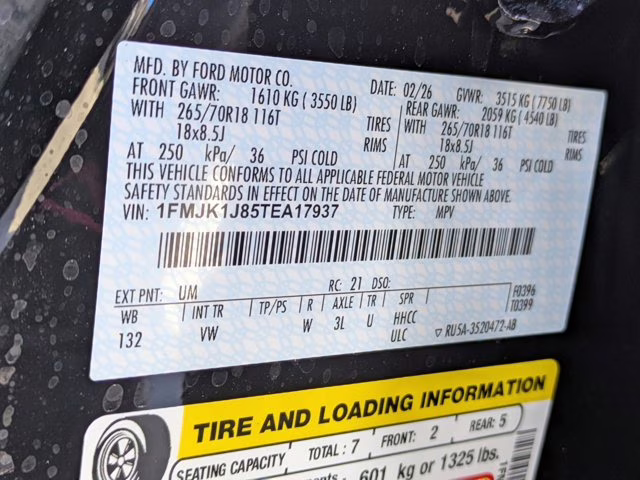 MFD. BY FORD MOTOR CO.
DATE: 02/26 GVWR: 3515 KG ( 7750 LB)
FRONT GAWR: 1610 KG ( 3550 LB) REAR GAWR: 2059 KG ( 4540 LB)
WITH 265/70R18 116T TIRES WITH 265/70R18 116T TIRES
18x8.5J RIMS 18x8.5J RIMS
AT 250 kPa/ 36 PSI COLD AT 250 kPa/ 36 PSI COLD
THIS VEHICLE CONFORMS TO ALL APPLICABLE FEDERAL MOTOR VEHICLE
SAFETY STANDARDS IN EFFECT ON THE DATE OF MANUFACTURE SHOWN ABOVE.
VIN: 1FMJK1J85TEA17937 TYPE: MPV
F0396
T0399
EXT PNT: UM RC: 21 DSO:
WB INT TR TP/PS R AXLE TR SPR
132 VW W 3L U HHCC
ULC ▽ RU5A-3520472-AB
TIRE AND LOADING INFORMATION
SEATING CAPACITY TOTAL : 7 FRONT: 2 REAR: 5
601 kg or 1325 lbs.